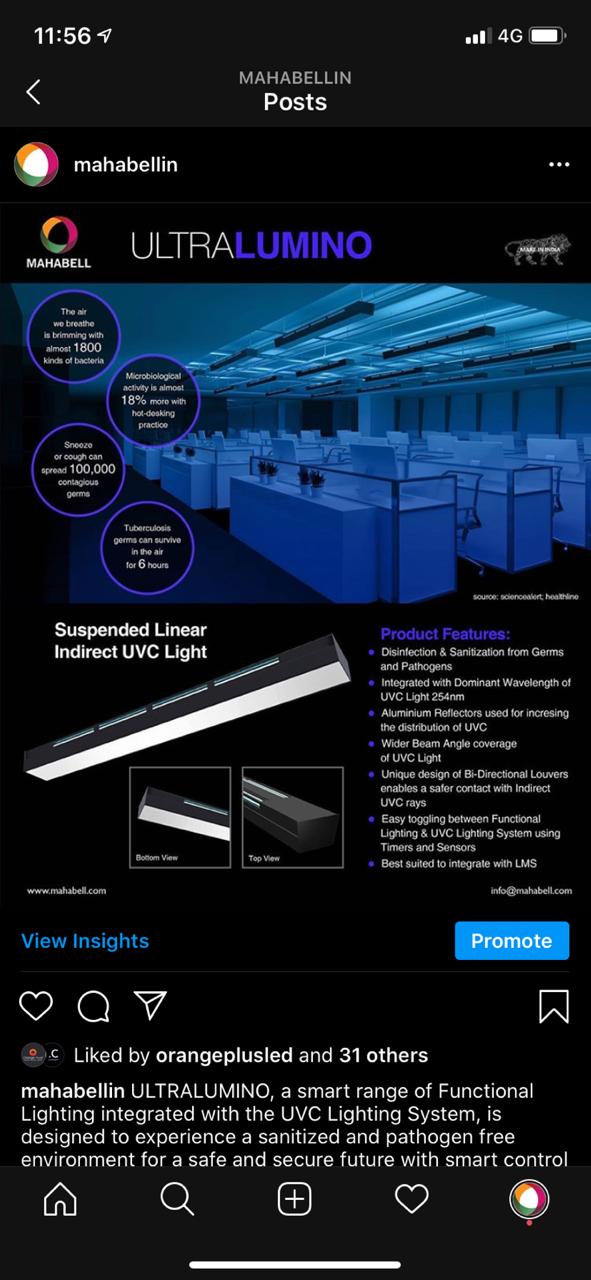 11:56
4G
MAHABELLIN
Posts
mahabellin
MAHABELL
ULTRALUMINO
MAKE IN INDIA
The air
we breathe
is brimming with
almost 1800
kinds of bacteria
Microbiological
activity is almost
18% more with
hot-desking
practice
Sneeze
or cough can
spread 100,000
contagious
germs
Tuberculosis
germs can survive
in the air
for 6 hours
source: sciencealert; healthline
Suspended Linear
Indirect UVC Light
Bottom View
Top View
Product Features:
Disinfection & Sanitization from Germs
and Pathogens
Integrated with Dominant Wavelength of
UVC Light 254nm
Aluminium Reflectors used for incresing
the distribution of UVC
Wider Beam Angle coverage
of UVC Light
Unique design of Bi-Directional Louvers
enables a safer contact with Indirect
UVC rays
Easy toggling between Functional
Lighting & UVC Lighting System using
Timers and Sensors
Best suited to integrate with LMS
www.mahabell.com
info@mahabell.com
View Insights
Promote
Liked by orangeplusled and 31 others
mahabellin ULTRALUMINO, a smart range of Functional
Lighting integrated with the UVC Lighting System, is
designed to experience a sanitized and pathogen free
environment for a safe and secure future with smart control